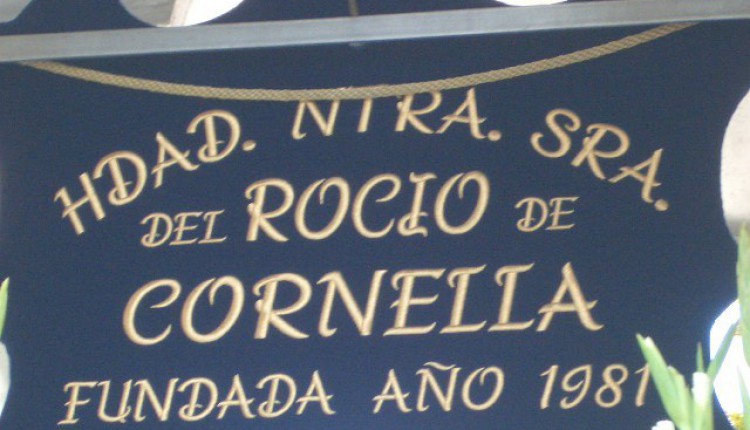 HDAD. NTRA. SRA.
DEL ROCIO DE
CORNELLA
FUNDADA AÑO 1981